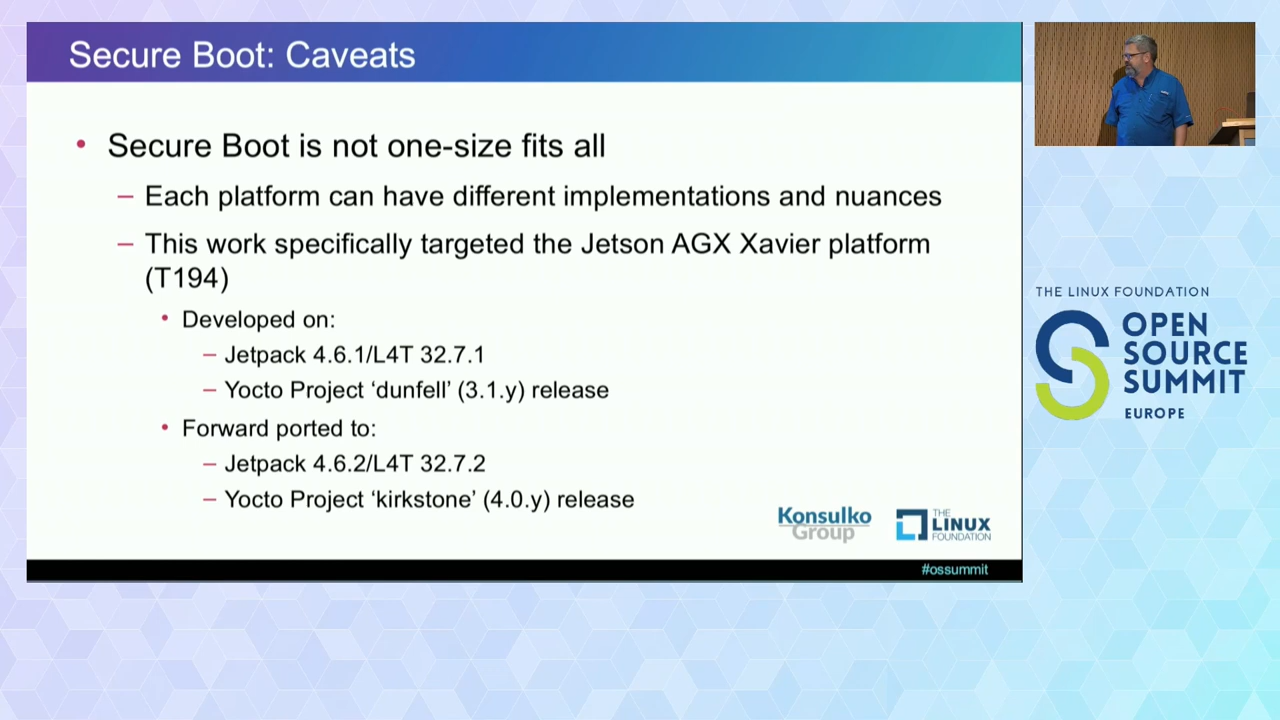 Secure Boot: Caveats
• Secure Boot is not one-size fits all
– Each platform can have different implementations and nuances
– This work specifically targeted the Jetson AGX Xavier platform
(T194)
• Developed on:
– Jetpack 4.6.1/L4T 32.7.1
– Yocto Project ‘dunfell’ (3.1.y) release
• Forward ported to:
– Jetpack 4.6.2/L4T 32.7.2
– Yocto Project ‘kirkstone’ (4.0.y) release
Konsulko
Group
THE
LINUX
FOUNDATION
#ossummit
THE LINUX FOUNDATION
OPEN
SOURCE
SUMMIT
EUROPE